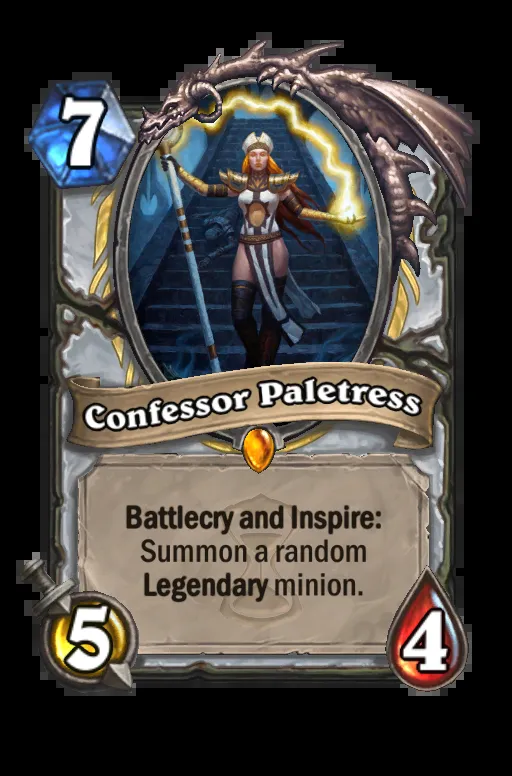 7
Confessor Paletress
Battlecry and Inspire:
Summon a random
Legendary minion.
5
4